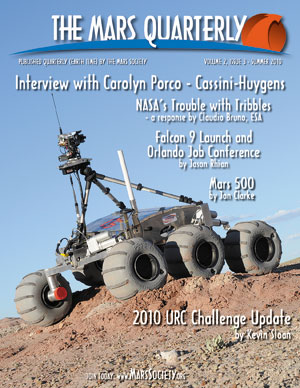 THE MARS QUARTERLY
PUBLISHED QUARTERLY (EARTH TIME) BY THE MARS SOCIETY
VOLUME 2, ISSUE 3 - SUMMER 2010
Interview with Carolyn Porco - Cassini-Huygens
NASA's Trouble with Tribbles
- a response by Claudio Bruno, ESA
Falcon 9 Launch and
Orlando Job Conference
by Jason Rhian
Mars 500
by Jon Clarke
2010 URC Challenge Update
by Kevin Sloan
JOIN TODAY: www.MARSSOCIETY.org